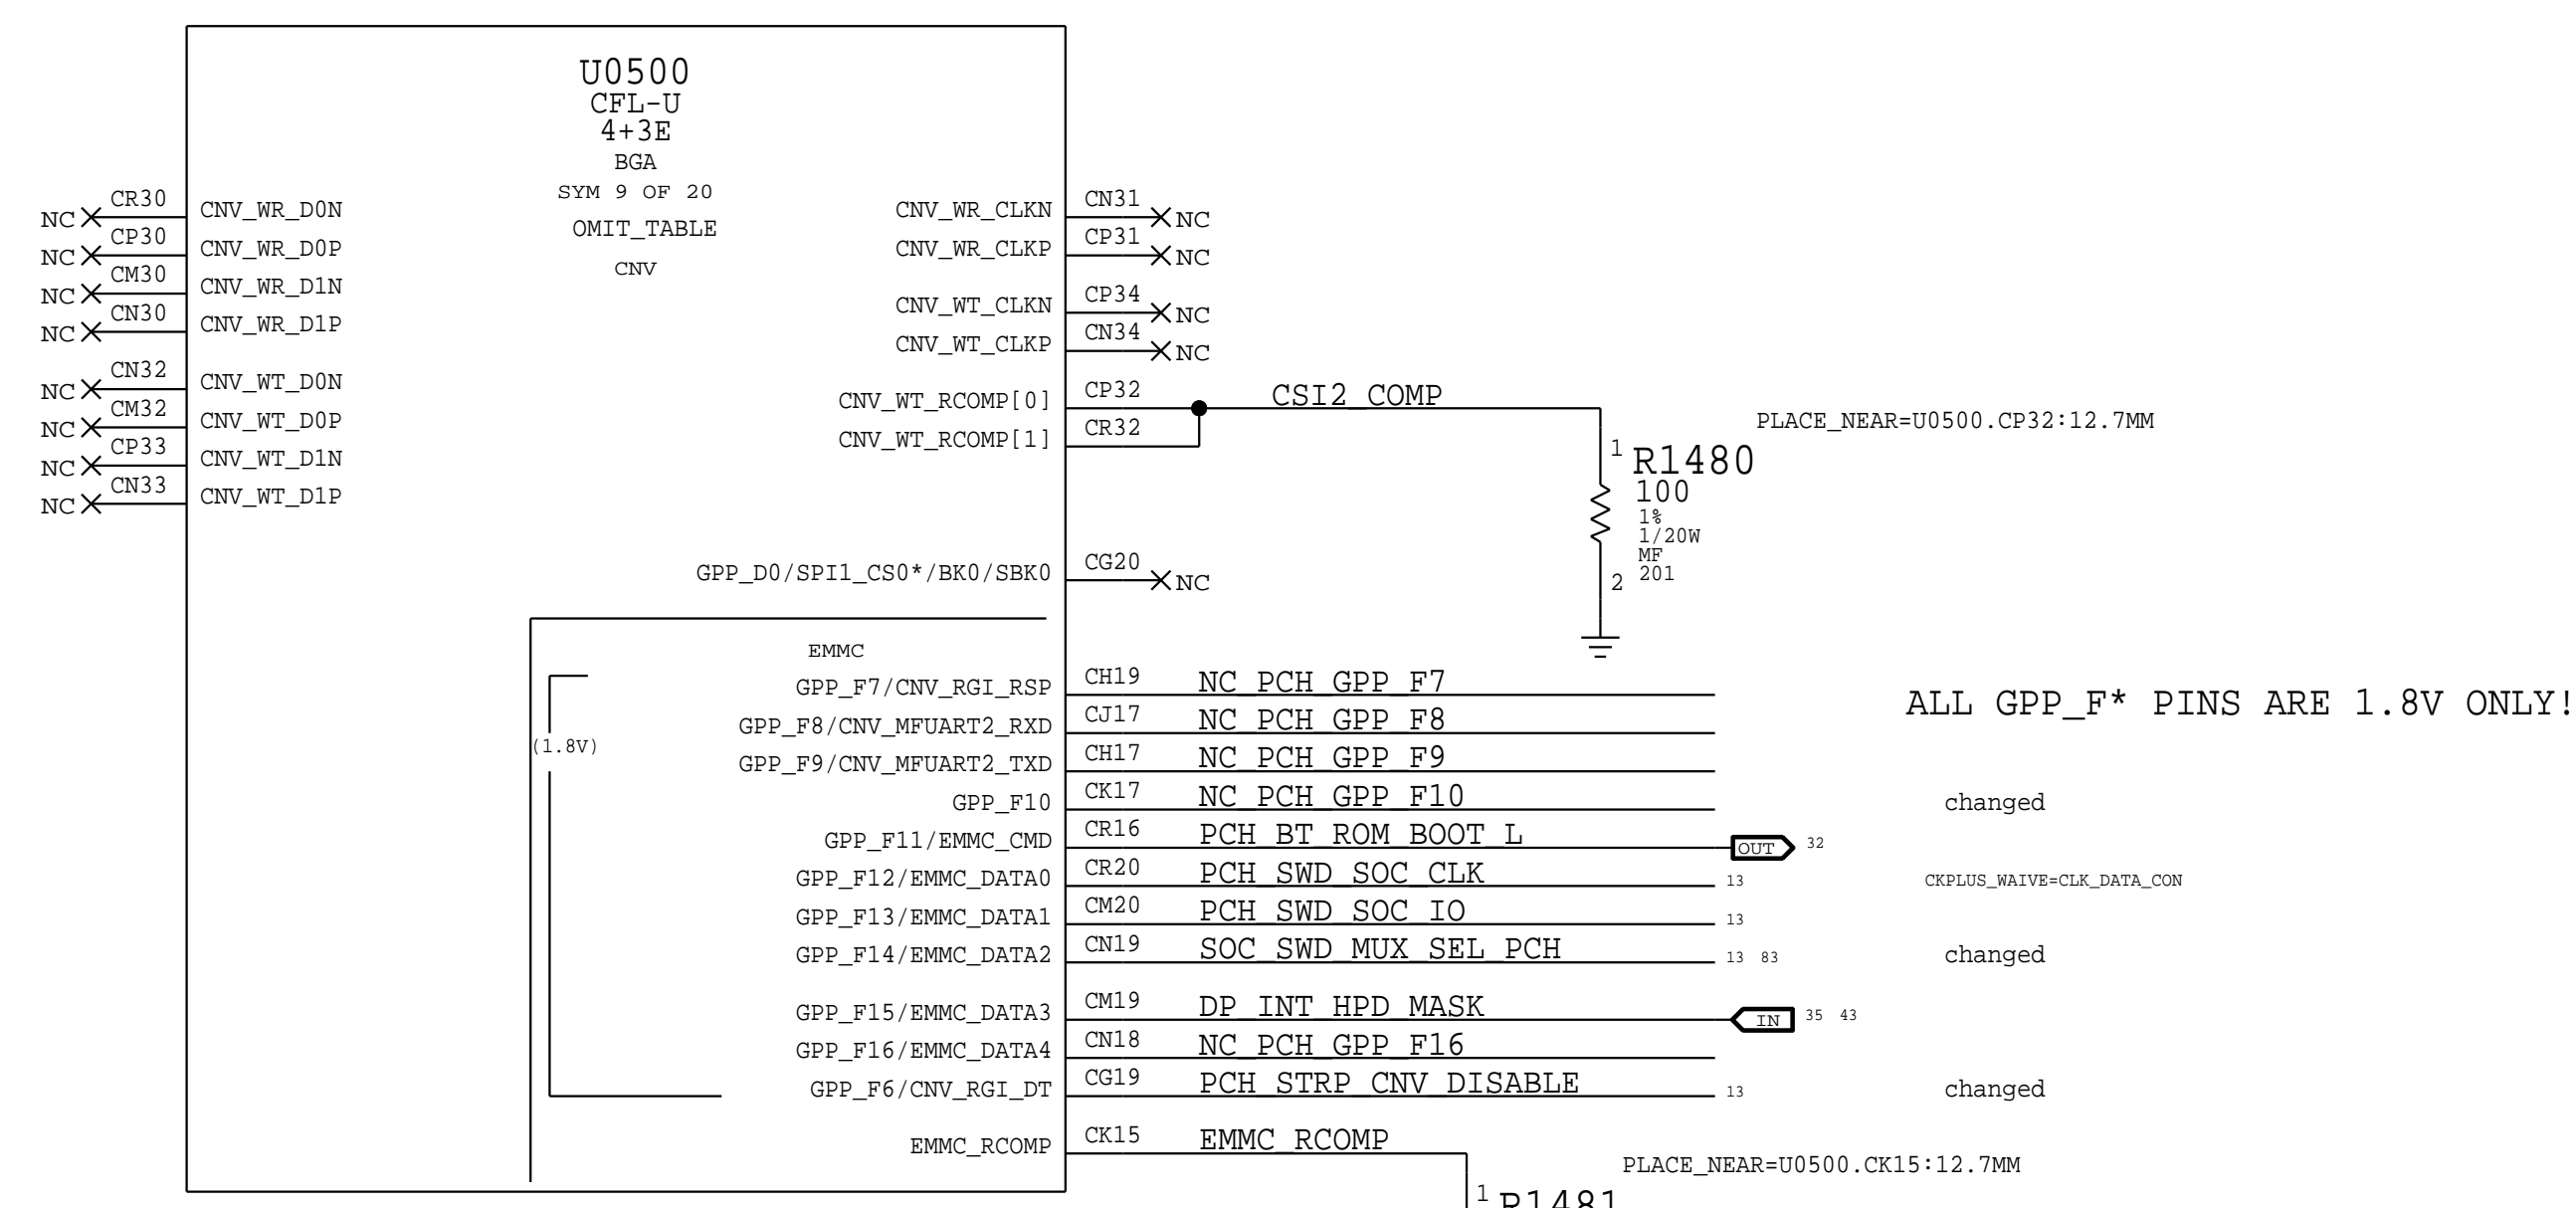 U0500
CFL-U
4+3E
BGA
SYM 9 OF 20
OMIT_TABLE
CNV
NC CR30 CNV_WR_D0N
NC CP30 CNV_WR_D0P
NC CM30 CNV_WR_D1N
NC CN30 CNV_WR_D1P
NC CN32 CNV_WT_D0N
NC CM32 CNV_WT_D0P
NC CP33 CNV_WT_D1N
NC CN33 CNV_WT_D1P
CNV_WR_CLKN CN31 NC
CNV_WR_CLKP CP31 NC
CNV_WT_CLKN CP34 NC
CNV_WT_CLKP CN34 NC
CNV_WT_RCOMP[0] CP32 CSI2_COMP
CNV_WT_RCOMP[1] CR32
PLACE_NEAR=U0500.CP32:12.7MM
1 R1480
100
1%
1/20W
MF
2 201
GPP_D0/SPI1_CS0*/BK0/SBK0 CG20 NC
EMMC
(1.8V)
GPP_F7/CNV_RGI_RSP CH19 NC_PCH_GPP_F7
ALL GPP_F* PINS ARE 1.8V ONLY!
GPP_F8/CNV_MFUART2_RXD CJ17 NC_PCH_GPP_F8
GPP_F9/CNV_MFUART2_TXD CH17 NC_PCH_GPP_F9
GPP_F10 CK17 NC_PCH_GPP_F10 changed
GPP_F11/EMMC_CMD CR16 PCH_BT_ROM_BOOT_L OUT 32
GPP_F12/EMMC_DATA0 CR20 PCH_SWD_SOC_CLK 13 CKPLUS_WAIVE=CLK_DATA_CON
GPP_F13/EMMC_DATA1 CM20 PCH_SWD_SOC_IO 13
GPP_F14/EMMC_DATA2 CN19 SOC_SWD_MUX_SEL_PCH 13 83 changed
GPP_F15/EMMC_DATA3 CM19 DP_INT_HPD_MASK IN 35 43
GPP_F16/EMMC_DATA4 CN18 NC_PCH_GPP_F16
GPP_F6/CNV_RGI_DT CG19 PCH_STRP_CNV_DISABLE 13 changed
EMMC_RCOMP CK15 EMMC_RCOMP
PLACE_NEAR=U0500.CK15:12.7MM
1 R1481